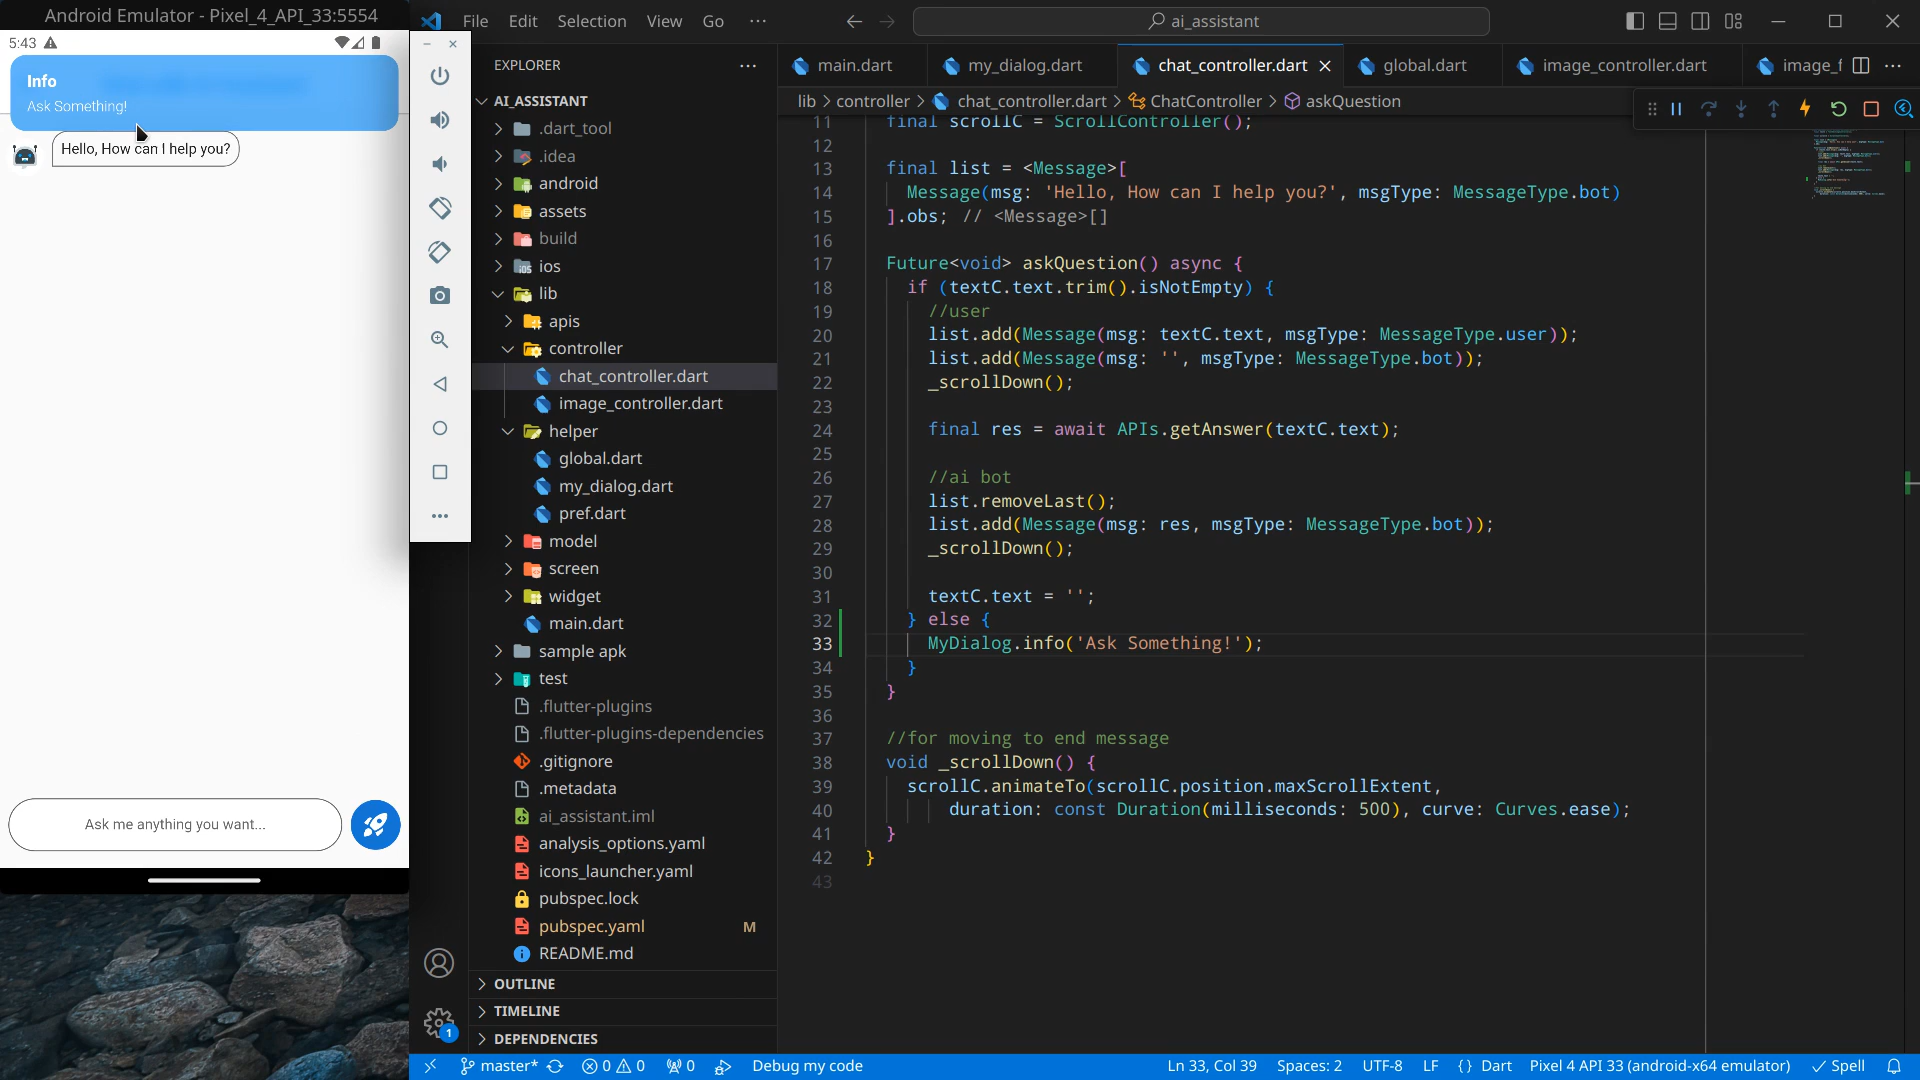 Android Emulator - Pixel_4_API_33:5554
5:43
Info
Ask Something!
Hello, How can I help you?
Ask me anything you want...
File Edit Selection View Go ...
ai_assistant
EXPLORER
AI_ASSISTANT
.dart_tool
.idea
android
assets
build
ios
lib
apis
controller
chat_controller.dart
image_controller.dart
helper
global.dart
my_dialog.dart
pref.dart
model
screen
widget
main.dart
sample apk
test
.flutter-plugins
.flutter-plugins-dependencies
.gitignore
.metadata
ai_assistant.iml
analysis_options.yaml
icons_launcher.yaml
pubspec.lock
pubspec.yaml M
README.md
OUTLINE
TIMELINE
DEPENDENCIES
1
main.dart my_dialog.dart chat_controller.dart global.dart image_controller.dart image_f
lib > controller > chat_controller.dart > ChatController > askQuestion
11 final scrollC = ScrollController();
12
13 final list = <Message>[
14 Message(msg: 'Hello, How can I help you?', msgType: MessageType.bot)
15 ].obs; // <Message>[]
16
17 Future<void> askQuestion() async {
18 if (textC.text.trim().isNotEmpty) {
19 //user
20 list.add(Message(msg: textC.text, msgType: MessageType.user));
21 list.add(Message(msg: '', msgType: MessageType.bot));
22 _scrollDown();
23
24 final res = await APIs.getAnswer(textC.text);
25
26 //ai bot
27 list.removeLast();
28 list.add(Message(msg: res, msgType: MessageType.bot));
29 _scrollDown();
30
31 textC.text = '';
32 } else {
33 MyDialog.info('Ask Something!');
34 }
35 }
36
37 //for moving to end message
38 void _scrollDown() {
39 scrollC.animateTo(scrollC.position.maxScrollExtent,
40 duration: const Duration(milliseconds: 500), curve: Curves.ease);
41 }
42 }
43
master* 0 0 0 Debug my code Ln 33, Col 39 Spaces: 2 UTF-8 LF {} Dart Pixel 4 API 33 (android-x64 emulator) Spell